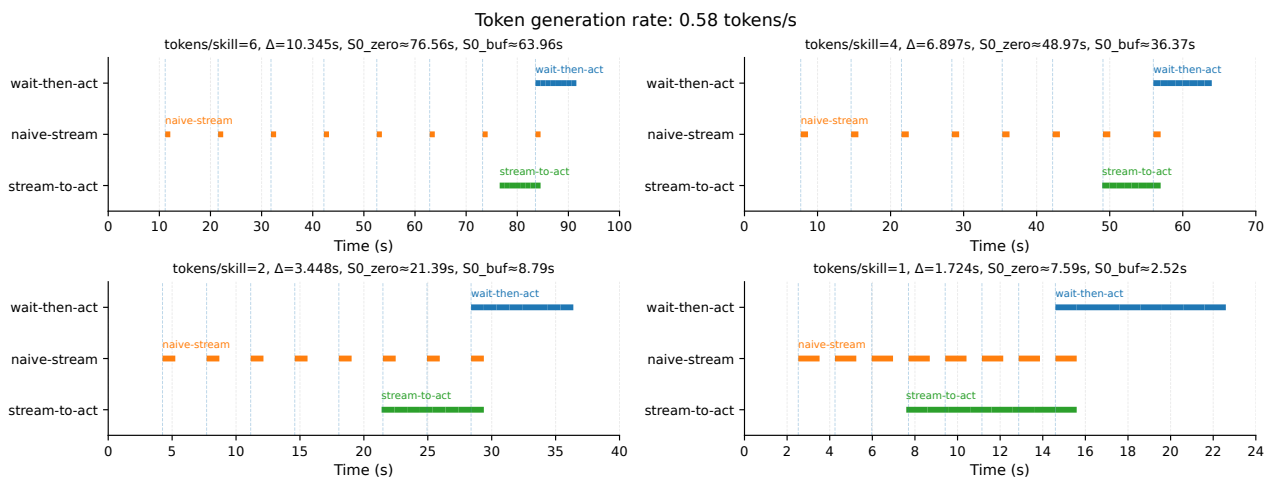 Token generation rate: 0.58 tokens/s
tokens/skill=6, Δ=10.345s, S0_zero≈76.56s, S0_buf≈63.96s
wait-then-act
naive-stream
stream-to-act
wait-then-act
naive-stream
stream-to-act
0 10 20 30 40 50 60 70 80 90 100
Time (s)
tokens/skill=4, Δ=6.897s, S0_zero≈48.97s, S0_buf≈36.37s
wait-then-act
naive-stream
stream-to-act
wait-then-act
naive-stream
stream-to-act
0 10 20 30 40 50 60 70
Time (s)
tokens/skill=2, Δ=3.448s, S0_zero≈21.39s, S0_buf≈8.79s
wait-then-act
naive-stream
stream-to-act
wait-then-act
naive-stream
stream-to-act
0 5 10 15 20 25 30 35 40
Time (s)
tokens/skill=1, Δ=1.724s, S0_zero≈7.59s, S0_buf≈2.52s
wait-then-act
naive-stream
stream-to-act
wait-then-act
naive-stream
stream-to-act
0 2 4 6 8 10 12 14 16 18 20 22 24
Time (s)